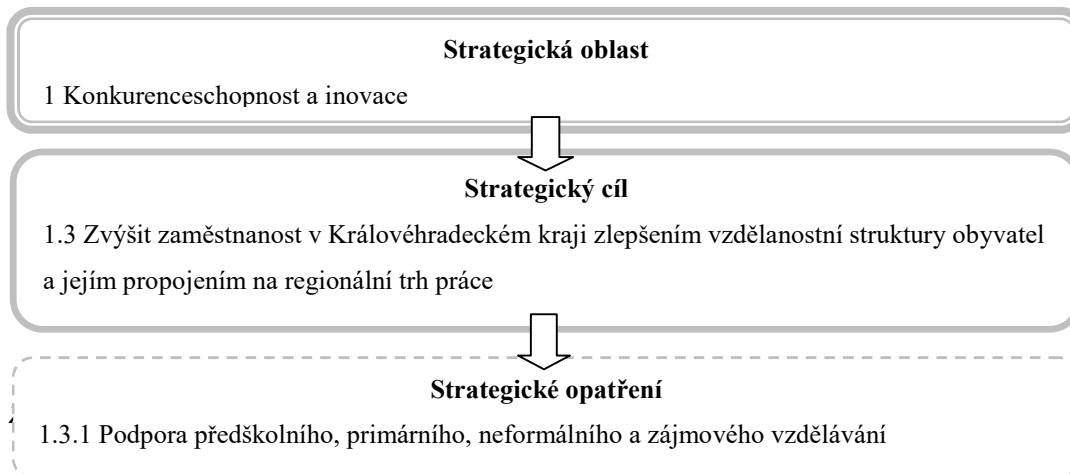 Strategická oblast
1 Konkurenceschopnost a inovace
Strategický cíl
1.3 Zvýšit zaměstnanost v Královéhradeckém kraji zlepšením vzdělanostní struktury obyvatel
a jejím propojením na regionální trh práce
Strategické opatření
1.3.1 Podpora předškolního, primárního, neformálního a zájmového vzdělávání